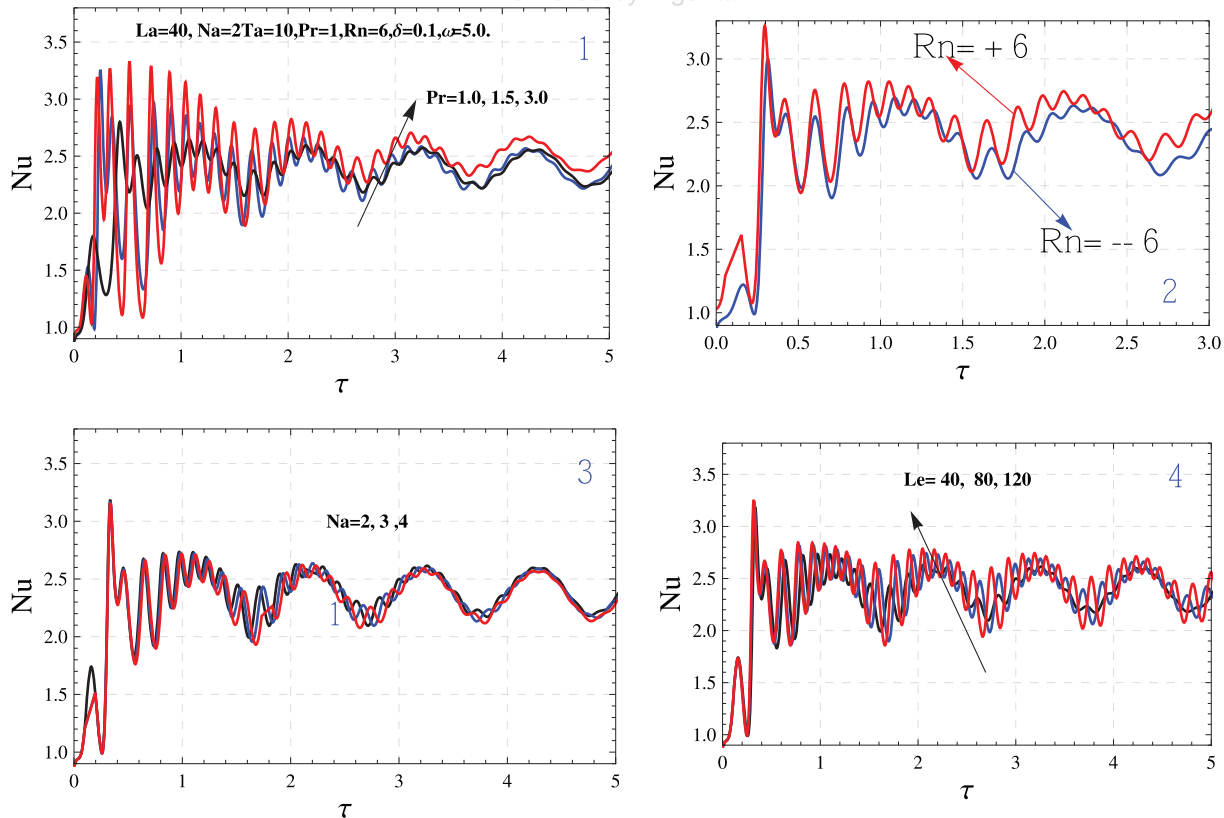 La=40, Na=2Ta=10,Pr=1,Rn=6,δ=0.1,ω=5.0.
1
Pr=1.0, 1.5, 3.0
Nu
3.5
3.0
2.5
2.0
1.5
1.0
0 1 2 3 4 5
τ
Rn= + 6
Rn= -- 6
2
Nu
3.0
2.5
2.0
1.5
1.0
0.0 0.5 1.0 1.5 2.0 2.5 3.0
τ
3
Na=2, 3 ,4
1
Nu
3.5
3.0
2.5
2.0
1.5
1.0
0 1 2 3 4 5
τ
4
Le= 40, 80, 120
Nu
3.5
3.0
2.5
2.0
1.5
1.0
0 1 2 3 4 5
τ